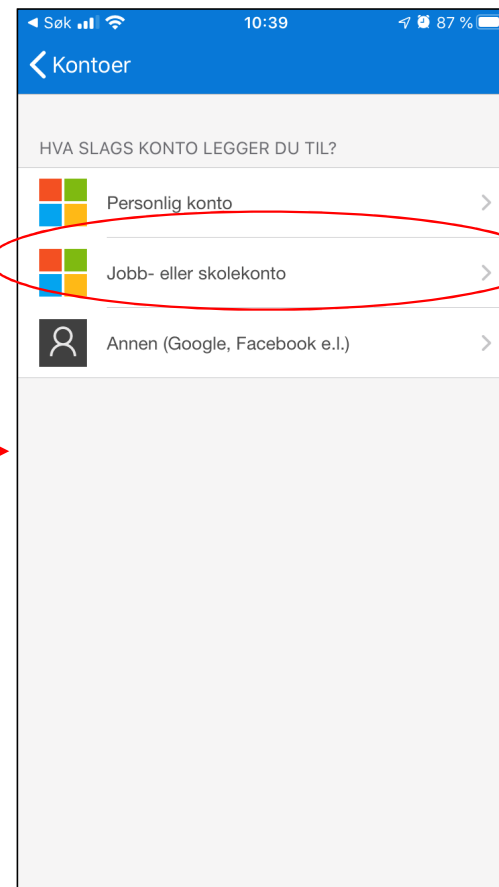 Søk 10:39 87 %
Kontoer
HVA SLAGS KONTO LEGGER DU TIL?
Personlig konto
Jobb- eller skolekonto
Annen (Google, Facebook e.l.)